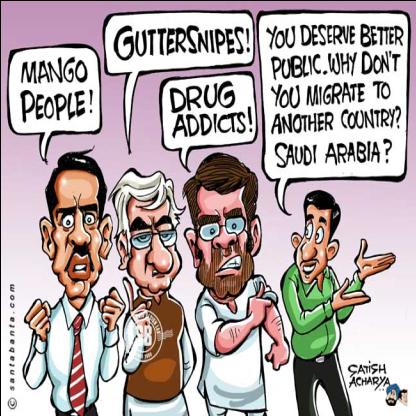 MANGO
PEOPLE!
GUTTERSNIPES!
DRUG
ADDICTS!
YOU DESERVE BETTER
PUBLIC..WHY DON'T
YOU MIGRATE TO
ANOTHER COUNTRY?
SAUDI ARABIA?
© santabanta.com
SATISH
ACHARYA